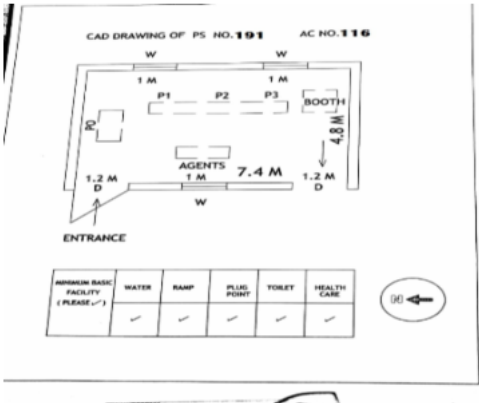 CAD DRAWING OF PS NO.191 AC NO.116
W W
1 M 1 M
P1 P2 P3
BOOTH
PO
4.8 M
AGENTS
1.2 M 1 M 7.4 M 1.2 M
D D
W
ENTRANCE
MINIMUM BASIC FACILITY (PLEASE ✓) WATER RAMP PLUG POINT TOILET HEALTH CARE
✓ ✓ ✓ ✓ ✓